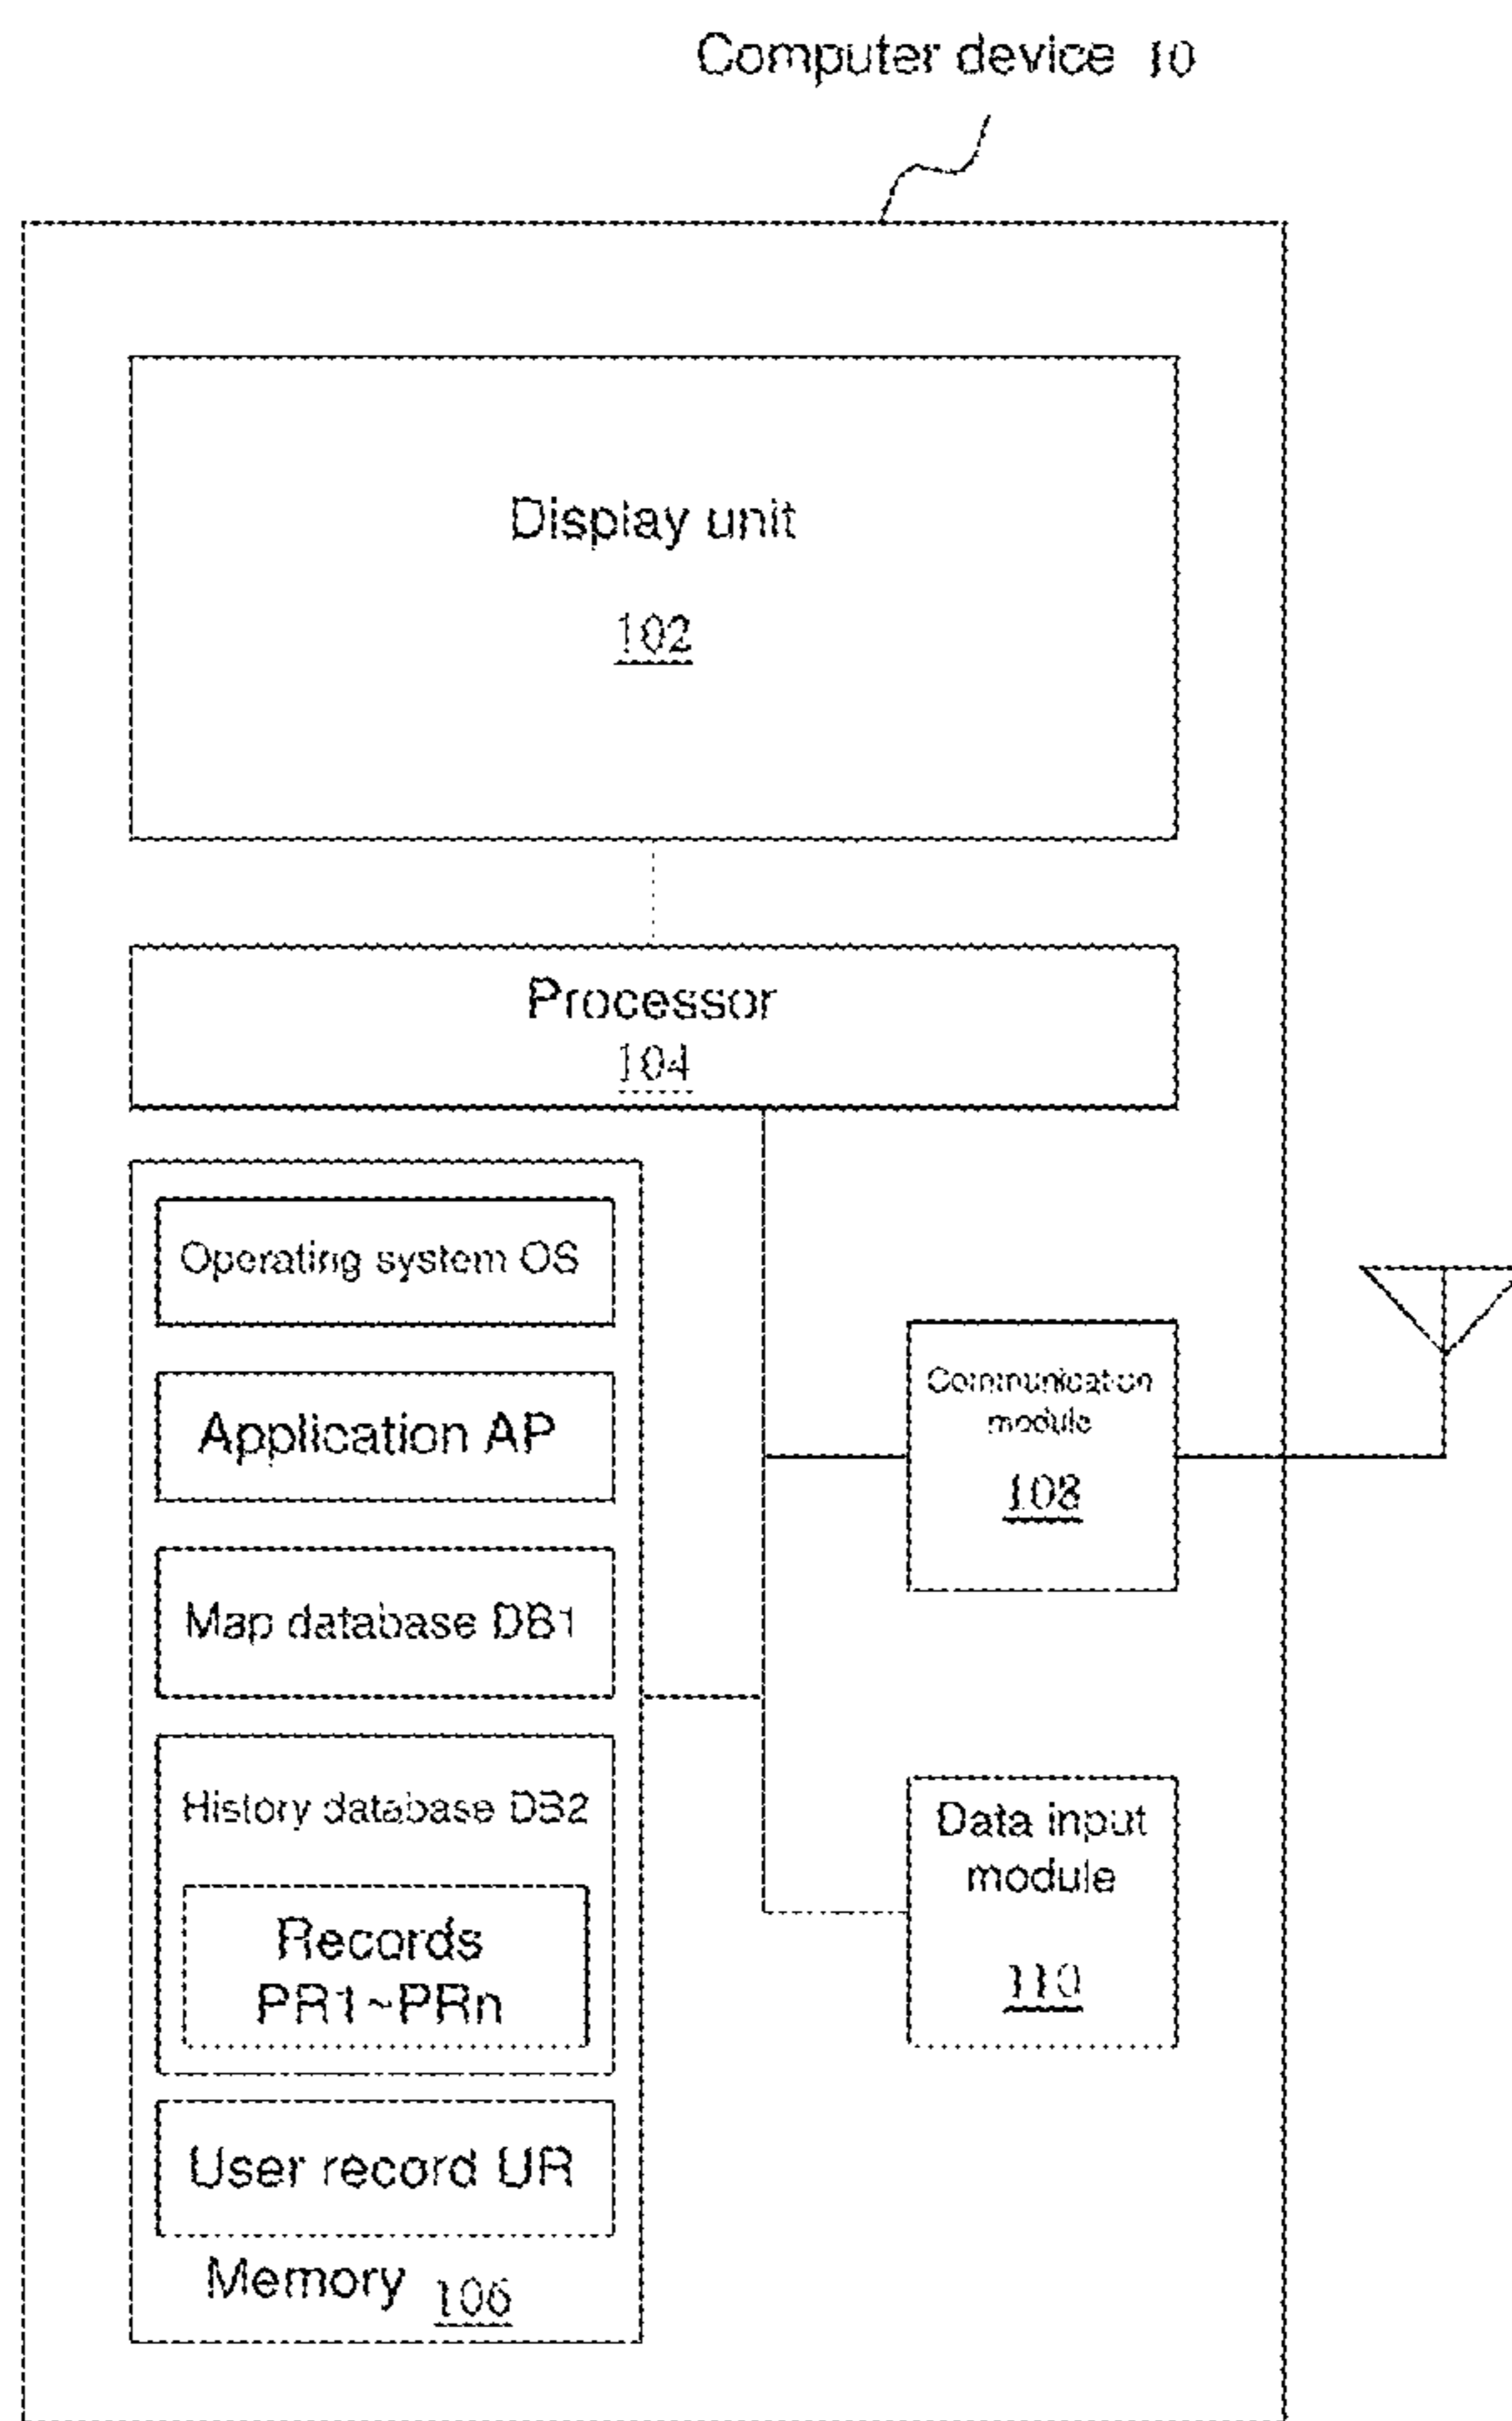 Computer device 10
Display unit
102
Processor
104
Operating system OS
Application AP
Map database DB1
History database DB2
Records
PR1~PRn
User record UR
Memory 106
Communication
module
108
Data input
module
110